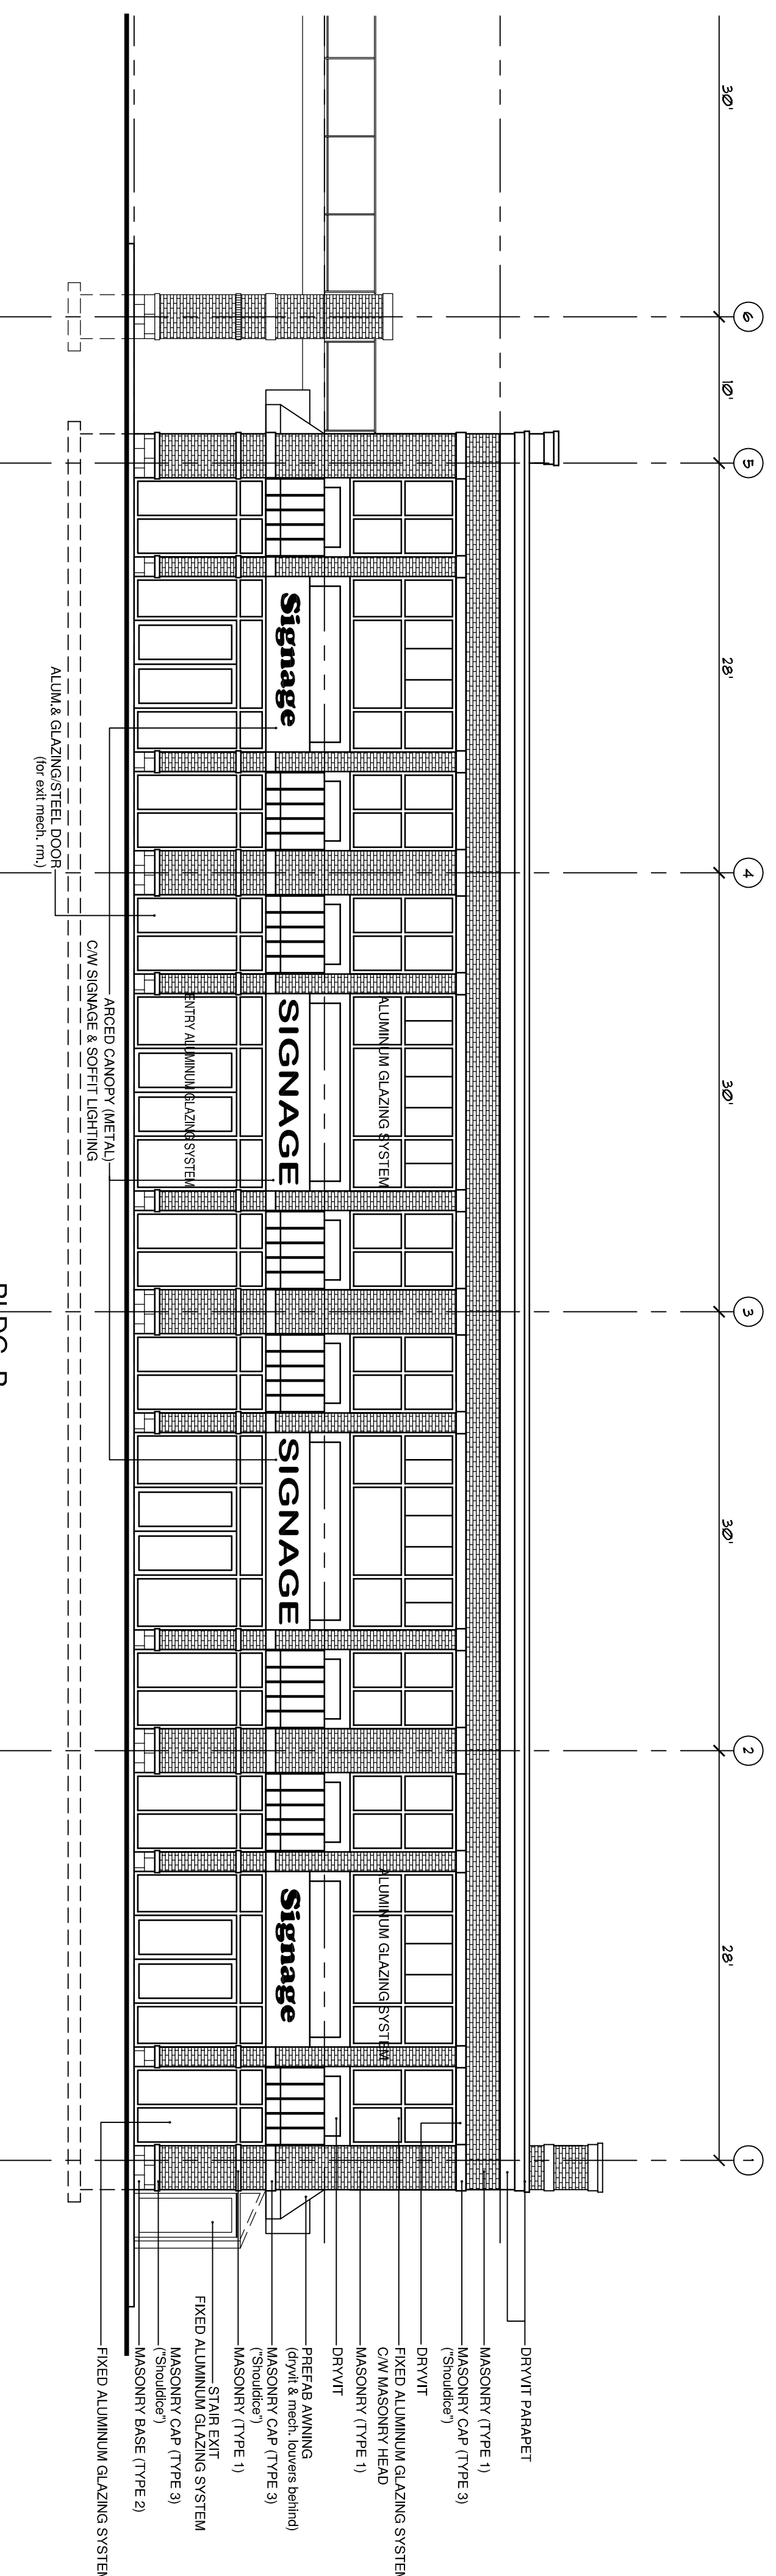 30'
10'
28'
30'
30'
28'
6
5
4
3
2
1
Signage
SIGNAGE
SIGNAGE
Signage
ALUMINUM GLAZING SYSTEM
ALUMINUM GLAZING SYSTEM
ENTRY ALUMINUM GLAZING SYSTEM
ARCED CANOPY (METAL)
C/W SIGNAGE & SOFFIT LIGHTING
ALUM.& GLAZING/STEEL DOOR
(for exit mech. rm.)
DRYVIT PARAPET
MASONRY (TYPE 1)
MASONRY CAP (TYPE 3)
("Shouldice")
DRYVIT
FIXED ALUMINUM GLAZING SYSTEM
C/W MASONRY HEAD
MASONRY (TYPE 1)
DRYVIT
PREFAB AWNING
(dryvit & mech. louvers behind)
MASONRY CAP (TYPE 3)
("Shouldice")
MASONRY (TYPE 1)
STAIR EXIT
FIXED ALUMINUM GLAZING SYSTEM
MASONRY CAP (TYPE 3)
("Shouldice")
MASONRY BASE (TYPE 2)
FIXED ALUMINUM GLAZING SYSTEM